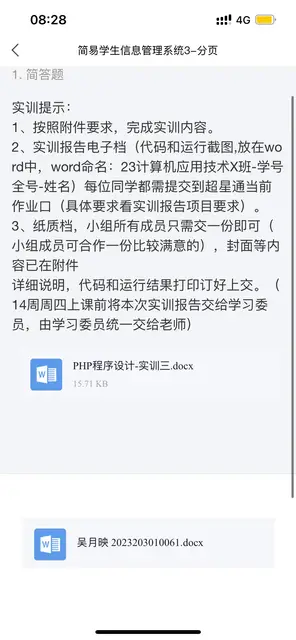 08:28
4G
简易学生信息管理系统3-分页
1. 简答题
实训提示：
1、按照附件要求，完成实训内容。
2、实训报告电子档（代码和运行截图,放在wo
rd中，word命名：23计算机应用技术X班-学号
全号-姓名）每位同学都需提交到超星通当前
作业口（具体要求看实训报告项目要求）。
3、纸质档，小组所有成员只需交一份即可（
小组成员可合作一份比较满意的），封面等内
容已在附件
详细说明，代码和运行结果打印订好上交。（
14周周四上课前将本次实训报告交给学习委
员，由学习委员统一交给老师）
PHP程序设计-实训三.docx
15.71 KB
吴月映 2023203010061.docx